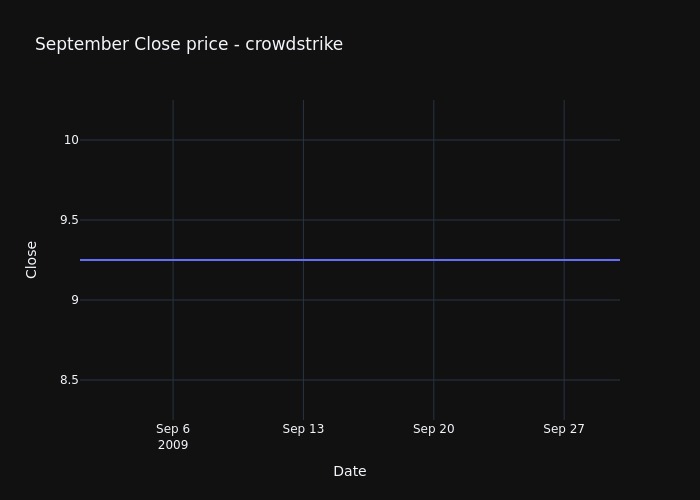 September Close price - crowdstrike
10
9.5
9
8.5
Close
Sep 6
2009
Sep 13
Sep 20
Sep 27
Date